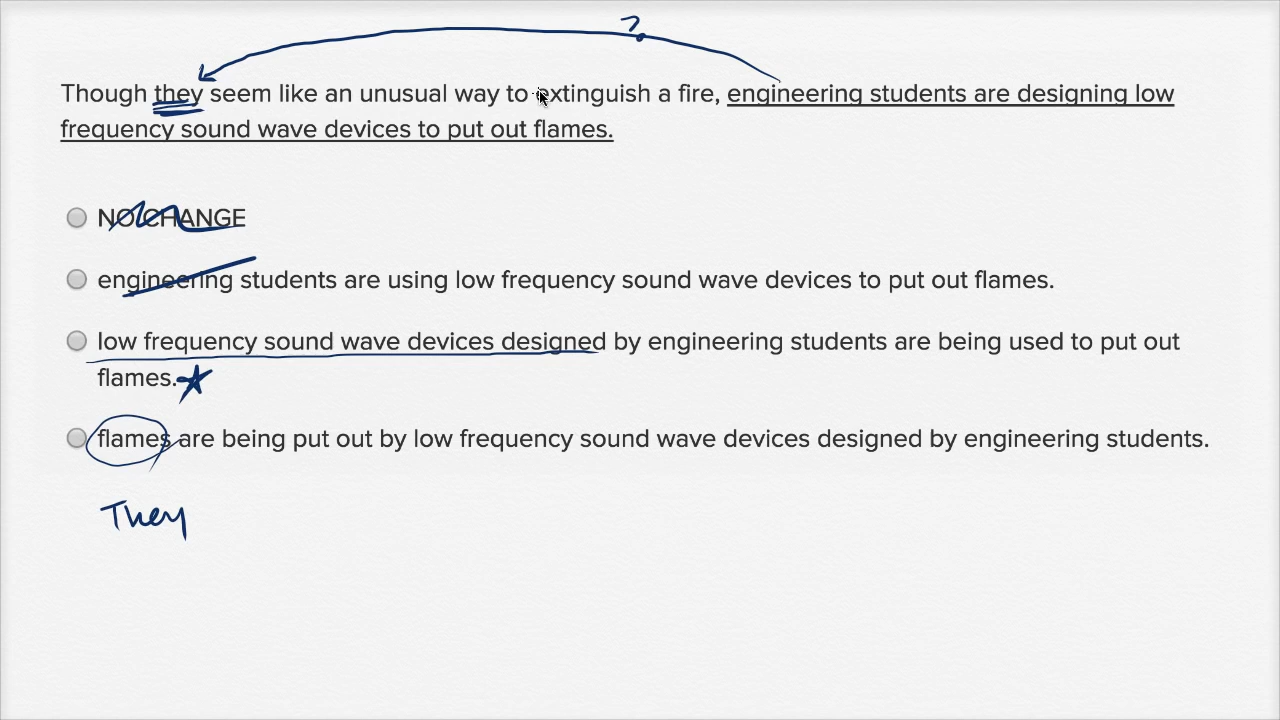 ?
Though they seem like an unusual way to extinguish a fire, engineering students are designing low
frequency sound wave devices to put out flames.
NO CHANGE
engineering students are using low frequency sound wave devices to put out flames.
low frequency sound wave devices designed by engineering students are being used to put out
flames.
flames are being put out by low frequency sound wave devices designed by engineering students.
They